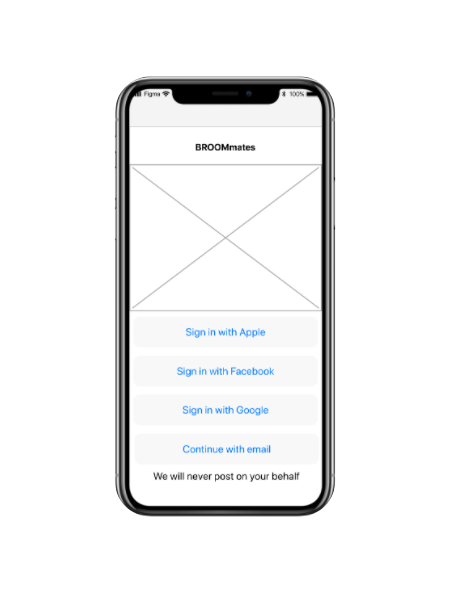 Figma 100%
BROOMmates
Sign in with Apple
Sign in with Facebook
Sign in with Google
Continue with email
We will never post on your behalf